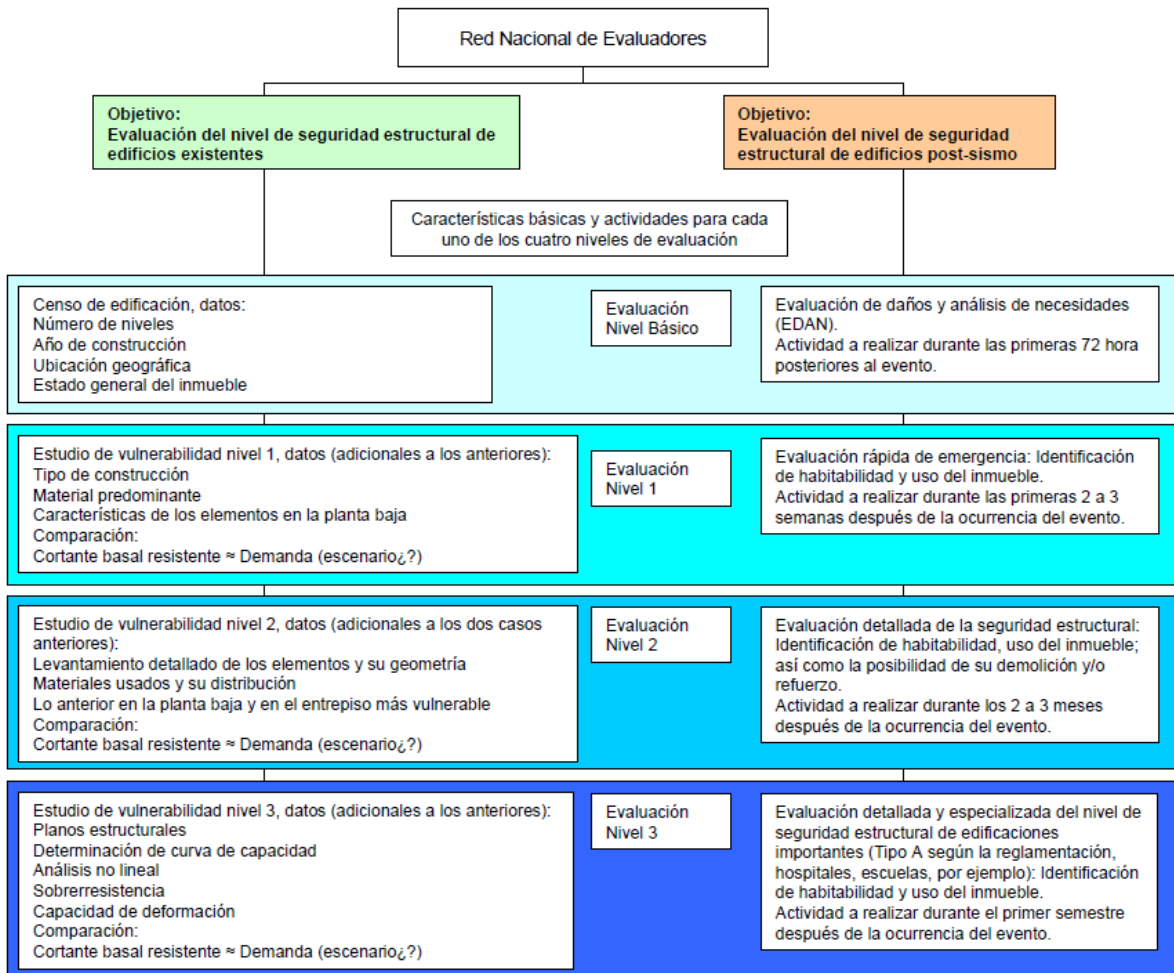 Red Nacional de Evaluadores
Objetivo:
Evaluación del nivel de seguridad estructural de
edificios existentes
Objetivo:
Evaluación del nivel de seguridad
estructural de edificios post-sismo
Características básicas y actividades para cada
uno de los cuatro niveles de evaluación
Censo de edificación, datos:
Número de niveles
Año de construcción
Ubicación geográfica
Estado general del inmueble
Evaluación
Nivel Básico
Evaluación de daños y análisis de necesidades
(EDAN).
Actividad a realizar durante las primeras 72 hora
posteriores al evento.
Estudio de vulnerabilidad nivel 1, datos (adicionales a los anteriores):
Tipo de construcción
Material predominante
Características de los elementos en la planta baja
Comparación:
Cortante basal resistente ≈ Demanda (escenario¿?)
Evaluación
Nivel 1
Evaluación rápida de emergencia: Identificación
de habitabilidad y uso del inmueble.
Actividad a realizar durante las primeras 2 a 3
semanas después de la ocurrencia del evento.
Estudio de vulnerabilidad nivel 2, datos (adicionales a los dos casos
anteriores):
Levantamiento detallado de los elementos y su geometría
Materiales usados y su distribución
Lo anterior en la planta baja y en el entrepiso más vulnerable
Comparación:
Cortante basal resistente ≈ Demanda (escenario¿?)
Evaluación
Nivel 2
Evaluación detallada de la seguridad estructural:
Identificación de habitabilidad, uso del inmueble;
así como la posibilidad de su demolición y/o
refuerzo.
Actividad a realizar durante los 2 a 3 meses
después de la ocurrencia del evento.
Estudio de vulnerabilidad nivel 3, datos (adicionales a los anteriores):
Planos estructurales
Determinación de curva de capacidad
Análisis no lineal
Sobrerresistencia
Capacidad de deformación
Comparación:
Cortante basal resistente ≈ Demanda (escenario¿?)
Evaluación
Nivel 3
Evaluación detallada y especializada del nivel de
seguridad estructural de edificaciones
importantes (Tipo A según la reglamentación,
hospitales, escuelas, por ejemplo): Identificación
de habitabilidad y uso del inmueble.
Actividad a realizar durante el primer semestre
después de la ocurrencia del evento.